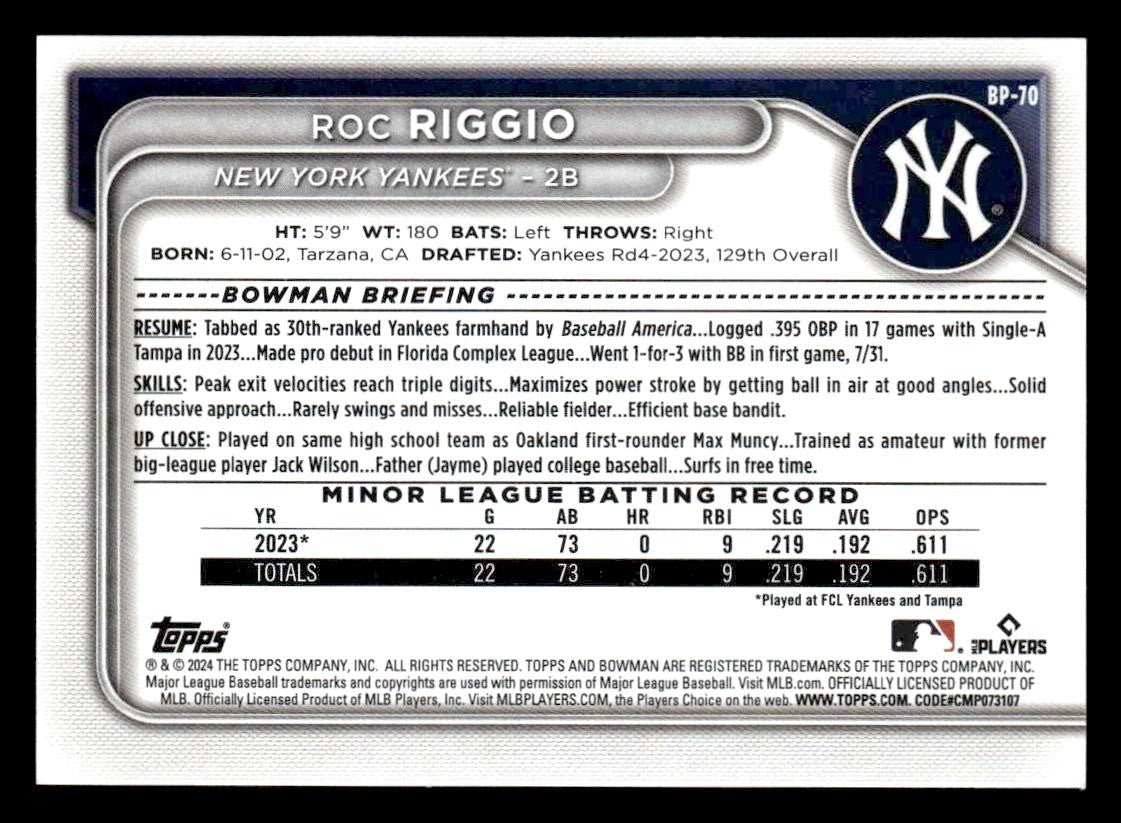 BP-70
ROC RIGGIO
NEW YORK YANKEES – 2B
NY ®
HT: 5'9" WT: 180 BATS: Left THROWS: Right
BORN: 6-11-02, Tarzana, CA DRAFTED: Yankees Rd4-2023, 129th Overall
BOWMAN BRIEFING
RESUME: Tabbed as 30th-ranked Yankees farmhand by Baseball America...Logged .395 OBP in 17 games with Single-A
Tampa in 2023...Made pro debut in Florida Complex League...Went 1-for-3 with BB in first game, 7/31.
SKILLS: Peak exit velocities reach triple digits...Maximizes power stroke by getting ball in air at good angles...Solid
offensive approach...Rarely swings and misses...Reliable fielder...Efficient base bandit.
UP CLOSE: Played on same high school team as Oakland first-rounder Max Muncy...Trained as amateur with former
big-league player Jack Wilson...Father (Jayme) played college baseball...Surfs in free time.
MINOR LEAGUE BATTING RECORD
YR G AB HR RBI SLG AVG OPS
2023* 22 73 0 9 .219 .192 .611
TOTALS 22 73 0 9 .219 .192 .611
*Played at FCL Yankees and Tampa
Topps® MLB PLAYERS
® & © 2024 THE TOPPS COMPANY, INC. ALL RIGHTS RESERVED. TOPPS AND BOWMAN ARE REGISTERED TRADEMARKS OF THE TOPPS COMPANY, INC.
Major League Baseball trademarks and copyrights are used with permission of Major League Baseball. Visit MLB.com. OFFICIALLY LICENSED PRODUCT OF
MLB. Officially Licensed Product of MLB Players, Inc. Visit MLBPLAYERS.COM, the Players Choice on the web. WWW.TOPPS.COM. CODE#CMP073107